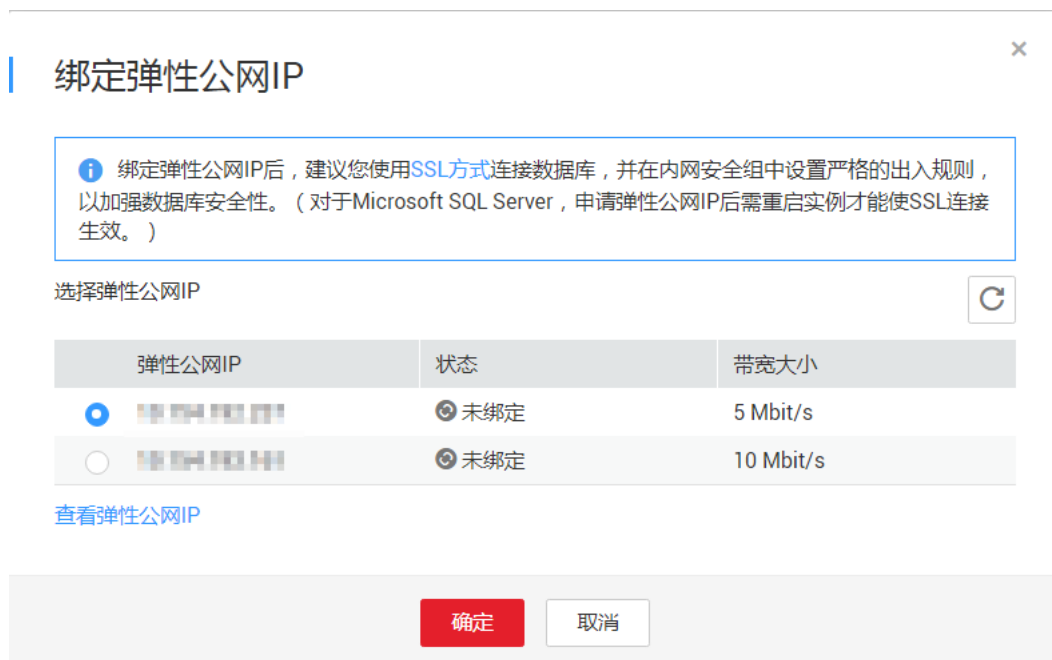 绑定弹性公网IP
绑定弹性公网IP后，建议您使用SSL方式连接数据库，并在内网安全组中设置严格的出入规则，
以加强数据库安全性。（对于Microsoft SQL Server，申请弹性公网IP后需重启实例才能使SSL连接
生效。）
选择弹性公网IP
弹性公网IP 状态 带宽大小
未绑定 5 Mbit/s
未绑定 10 Mbit/s
查看弹性公网IP
确定 取消